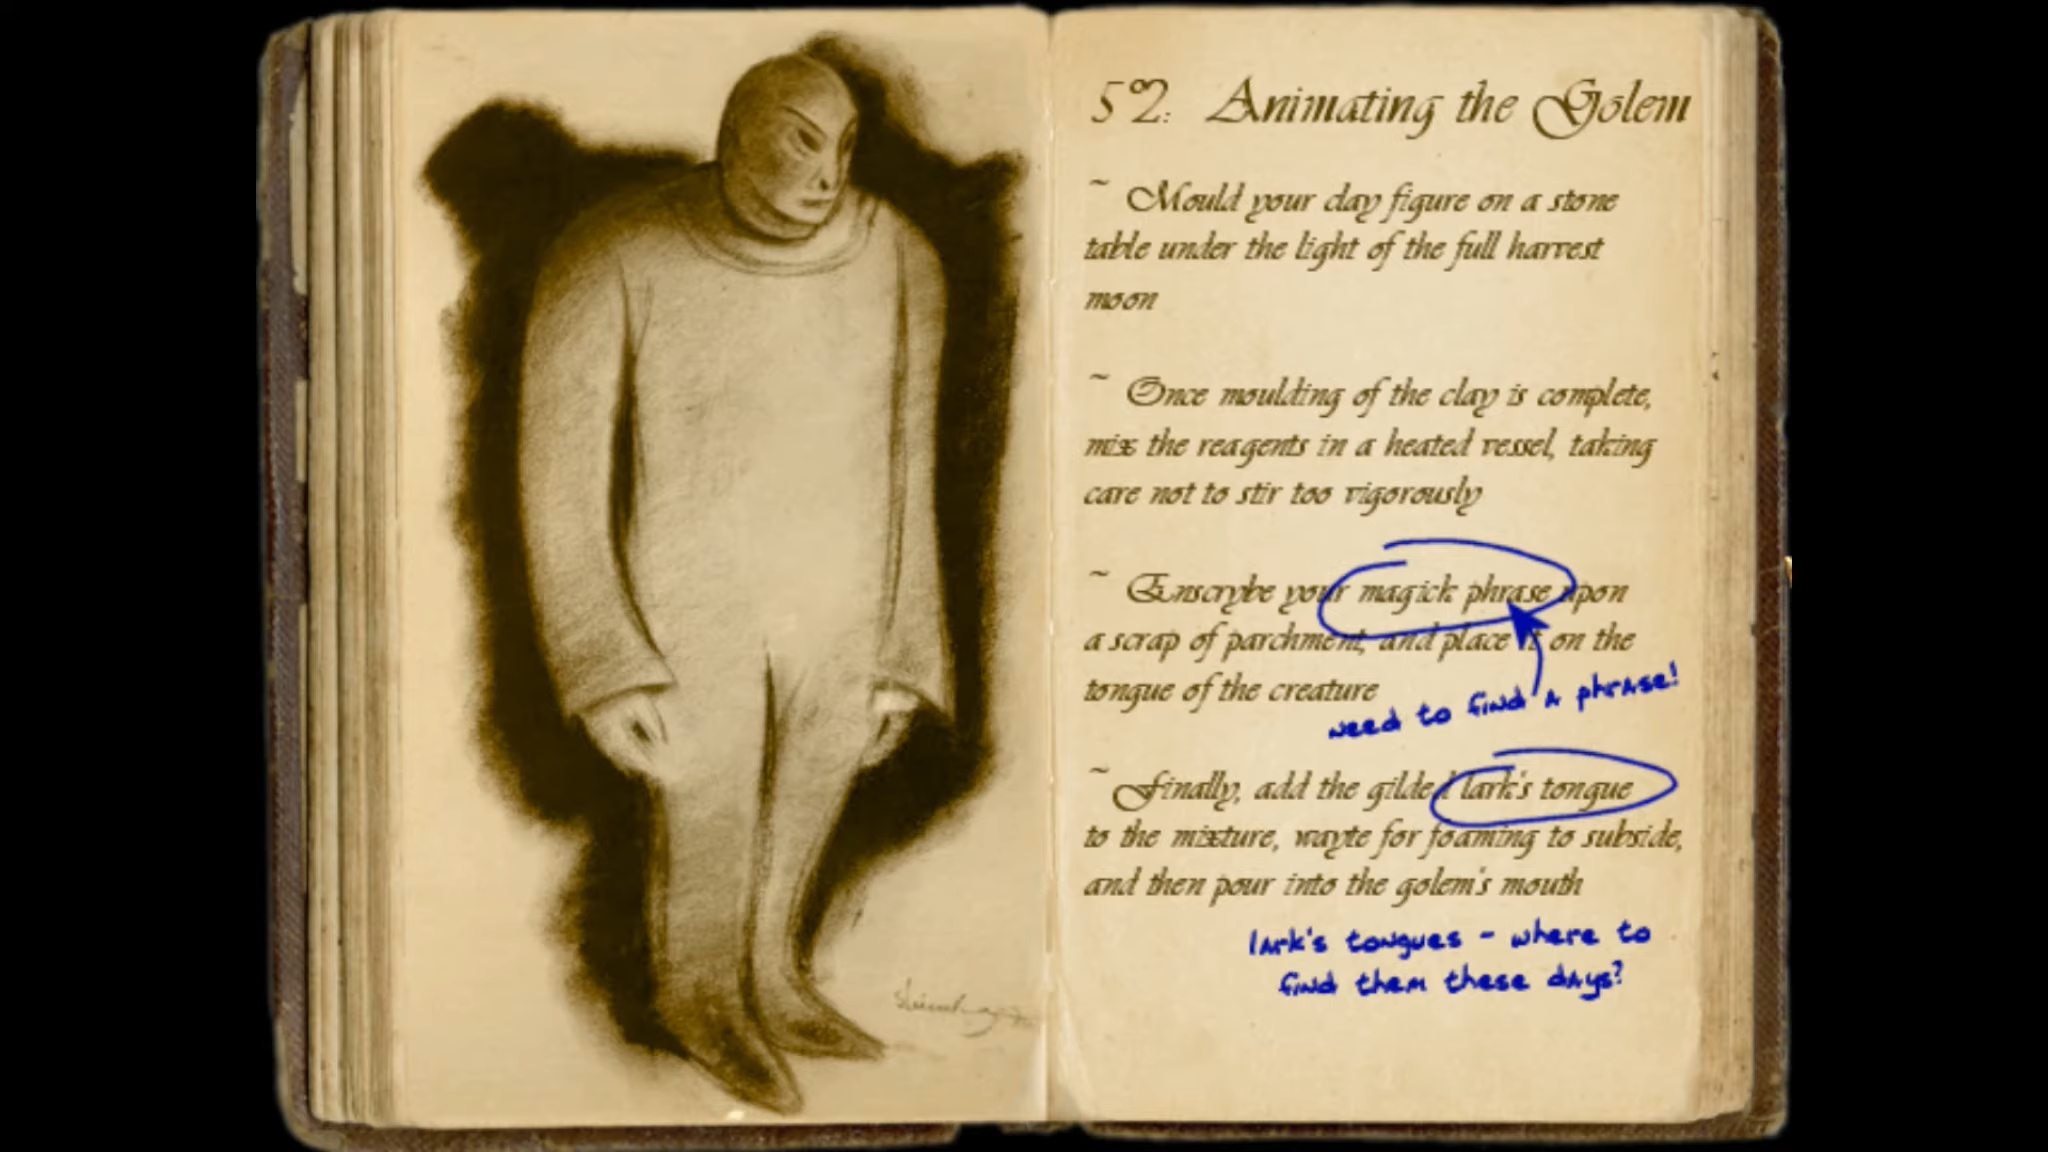 52: Animating the Golem
~ Mould your clay figure on a stone
table under the light of the full harvest
moon
~ Once moulding of the clay is complete,
mix the reagents in a heated vessel, taking
care not to stir too vigorously
~ Enscrybe your magick phrase upon
a scrap of parchment, and place it on the
tongue of the creature
need to find a phrase!
~ Finally, add the gilded lark's tongue
to the mixture, wayte for foaming to subside,
and then pour into the golem's mouth
lark's tongues - where to
find them these days?